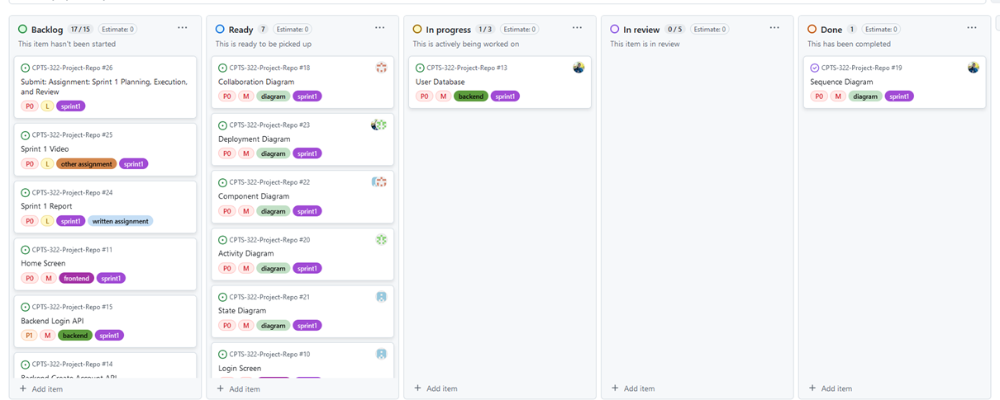 Backlog 17 / 15 Estimate: 0 ...
This item hasn't been started
CPTS-322-Project-Repo #26
Submit: Assignment: Sprint 1 Planning, Execution,
and Review
P0 L sprint1
CPTS-322-Project-Repo #25
Sprint 1 Video
P0 L other assignment sprint1
CPTS-322-Project-Repo #24
Sprint 1 Report
P0 L sprint1 written assignment
CPTS-322-Project-Repo #11
Home Screen
P0 M frontend sprint1
CPTS-322-Project-Repo #15
Backend Login API
P1 M backend sprint1
CPTS-322-Project-Repo #14
Backend Create Account API
+ Add item
Ready 7 Estimate: 0 ...
This is ready to be picked up
CPTS-322-Project-Repo #18
Collaboration Diagram
P0 M diagram sprint1
CPTS-322-Project-Repo #23
Deployment Diagram
P0 M diagram sprint1
CPTS-322-Project-Repo #22
Component Diagram
P0 M diagram sprint1
CPTS-322-Project-Repo #20
Activity Diagram
P0 M diagram sprint1
CPTS-322-Project-Repo #21
State Diagram
P0 M diagram sprint1
CPTS-322-Project-Repo #10
Login Screen
+ Add item
In progress 1 / 3 Estimate: 0 ...
This is actively being worked on
CPTS-322-Project-Repo #13
User Database
P0 M backend sprint1
+ Add item
In review 0 / 5 Estimate: 0 ...
This item is in review
+ Add item
Done 1 Estimate: 0 ...
This has been completed
CPTS-322-Project-Repo #19
Sequence Diagram
P0 M diagram sprint1
+ Add item